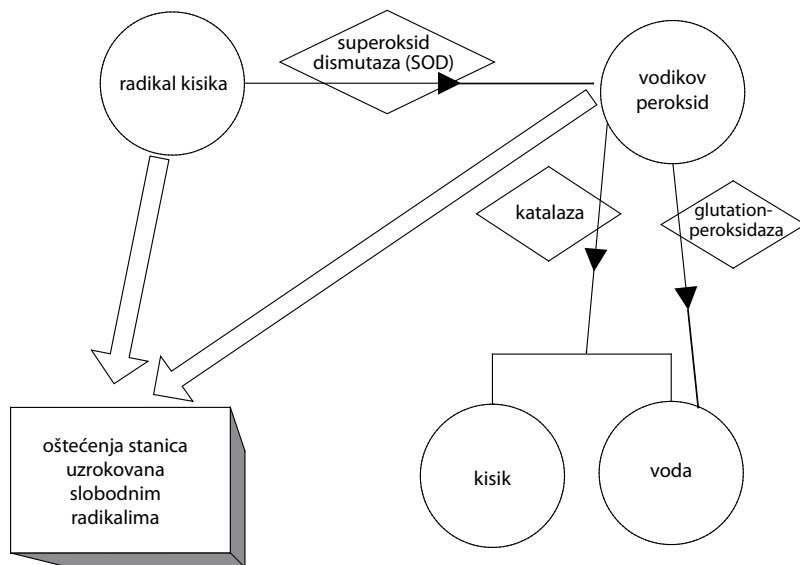 radikal kisika
superoksid
dismutaza (SOD)
vodikov
peroksid
katalaza
glutation-
peroksidaza
oštećenja stanica
uzrokovana
slobodnim
radikalima
kisik
voda